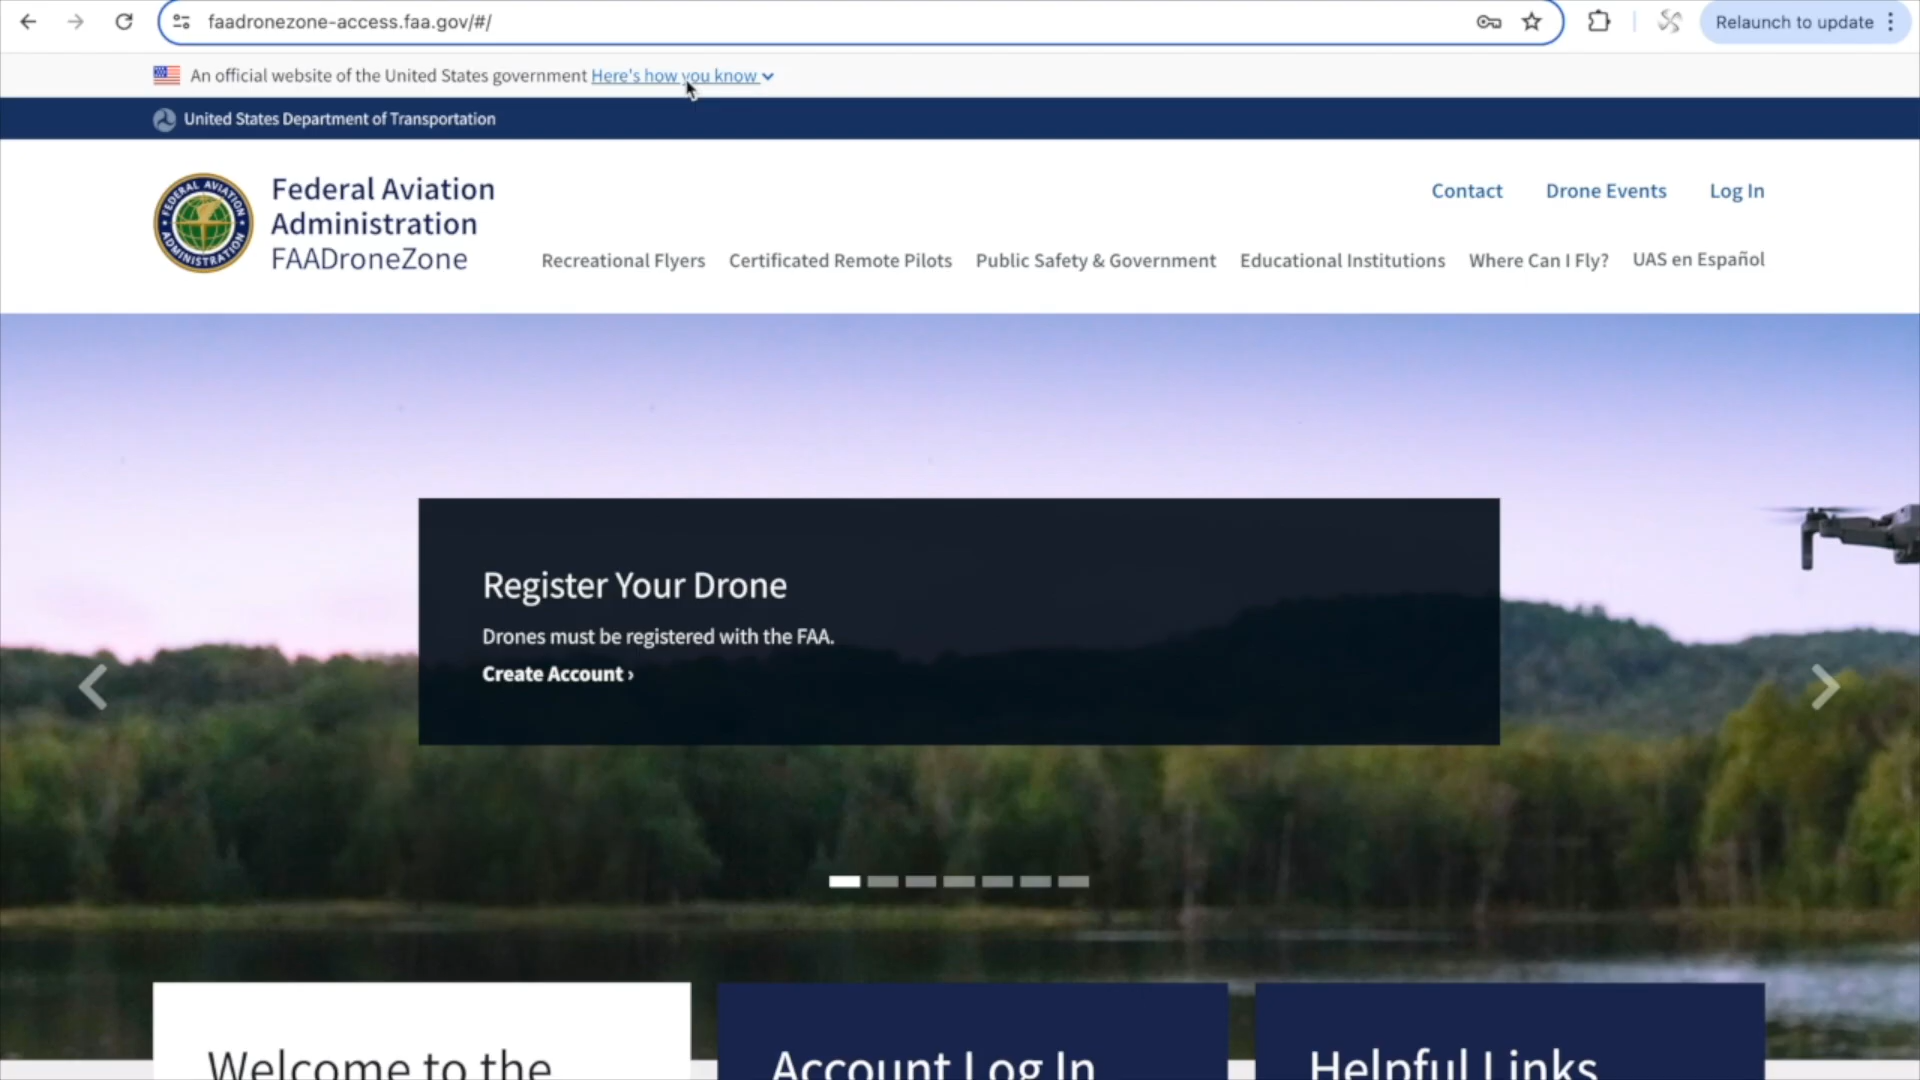 faadronezone-access.faa.gov/#/
Relaunch to update
An official website of the United States government Here's how you know
United States Department of Transportation
FEDERAL AVIATION ADMINISTRATION
Federal Aviation
Administration
FAADroneZone
Contact Drone Events Log In
Recreational Flyers Certificated Remote Pilots Public Safety & Government Educational Institutions Where Can I Fly? UAS en Español
Register Your Drone
Drones must be registered with the FAA.
Create Account ›
Welcome to the
Account Log In
Helpful Links